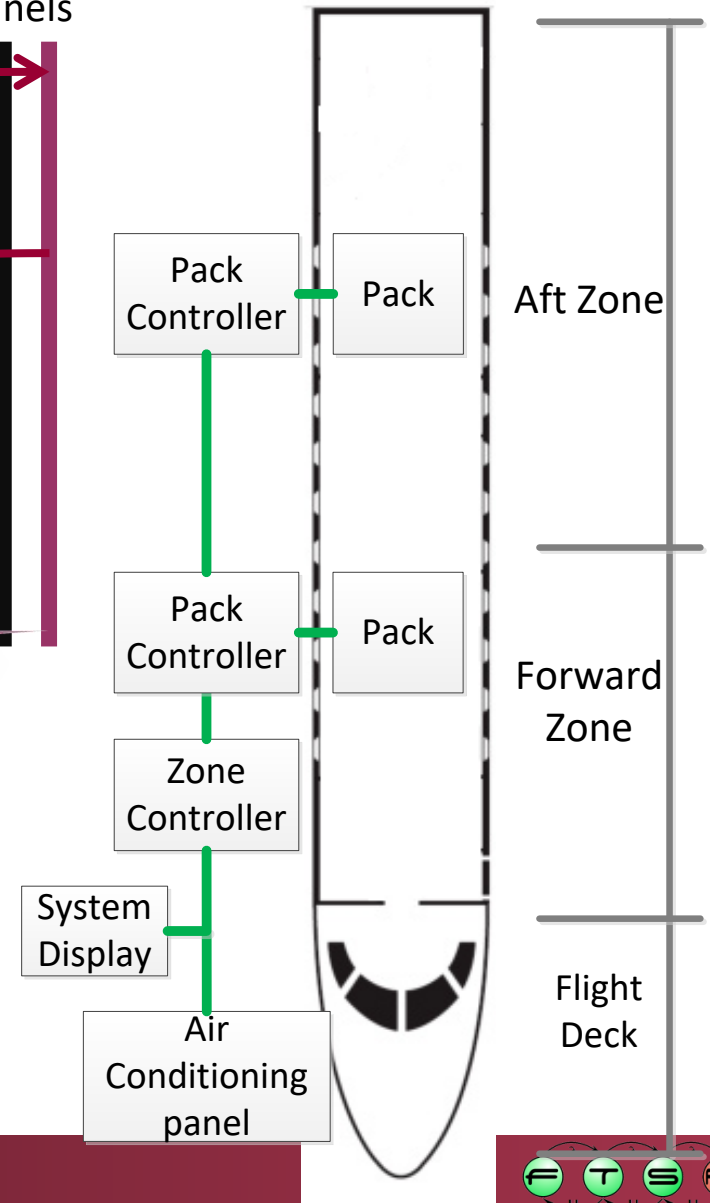 nels
Pack
Controller
Pack
Aft Zone
Pack
Controller
Pack
Forward
Zone
Zone
Controller
System
Display
Flight
Deck
Air
Conditioning
panel
F T S